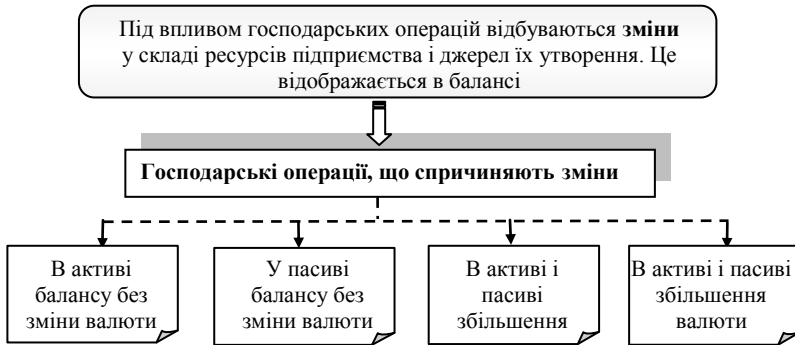 Під впливом господарських операцій відбуваються зміни
у складі ресурсів підприємства і джерел їх утворення. Це
відображається в балансі
Господарські операції, що спричиняють зміни
В активі
балансу без
зміни валюти
У пасиві
балансу без
зміни валюти
В активі і
пасиві
збільшення
В активі і пасиві
збільшення
валюти